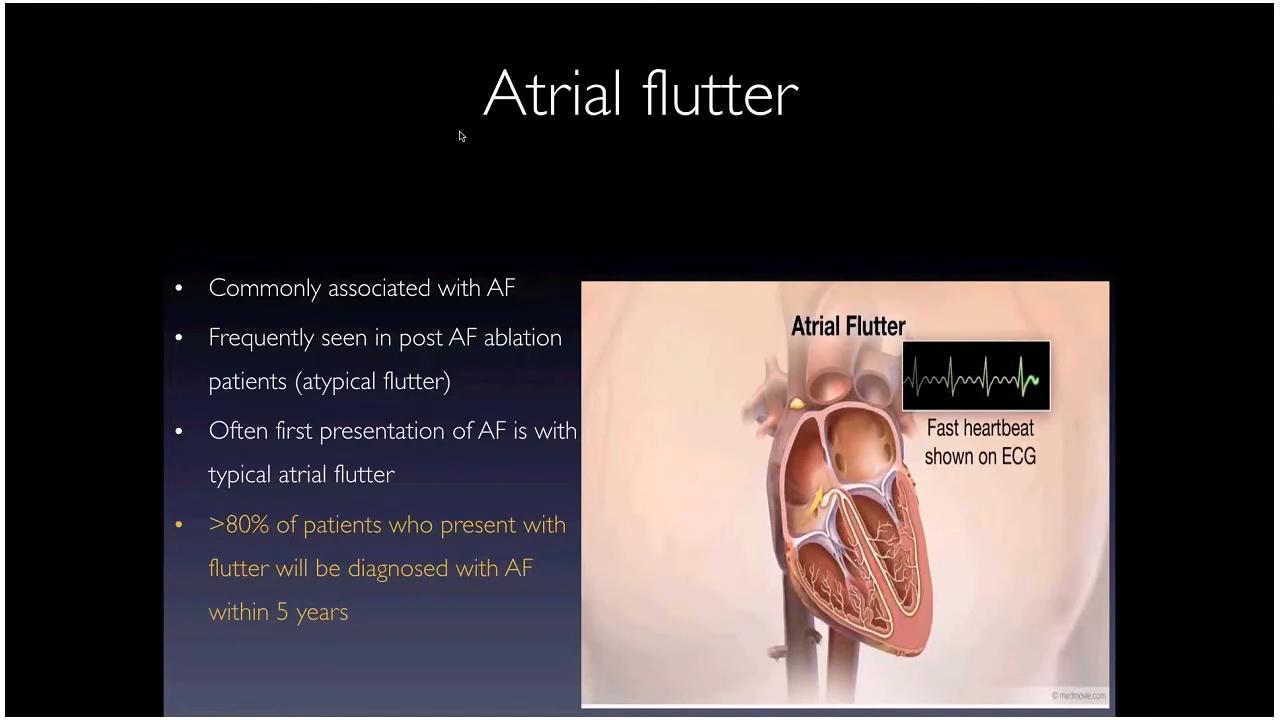 Atrial flutter
• Commonly associated with AF
• Frequently seen in post AF ablation
patients (atypical flutter)
• Often first presentation of AF is with
typical atrial flutter
• >80% of patients who present with
flutter will be diagnosed with AF
within 5 years
Atrial Flutter
Fast heartbeat
shown on ECG
© medmovie.com